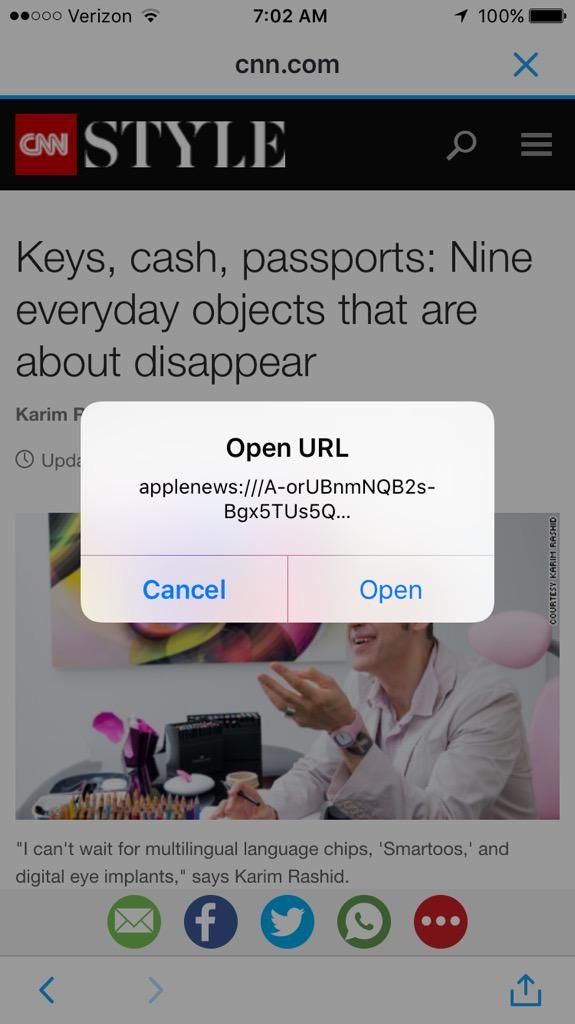 Verizon 7:02 AM 100%
cnn.com
CNN STYLE
Keys, cash, passports: Nine
everyday objects that are
about disappear
Karim
Open URL
applenews:///A-orUBnmNQB2s-
Bgx5TUs5Q...
Cancel Open
COURTESY KARIM RASHID
"I can't wait for multilingual language chips, 'Smartoos,' and
digital eye implants," says Karim Rashid.